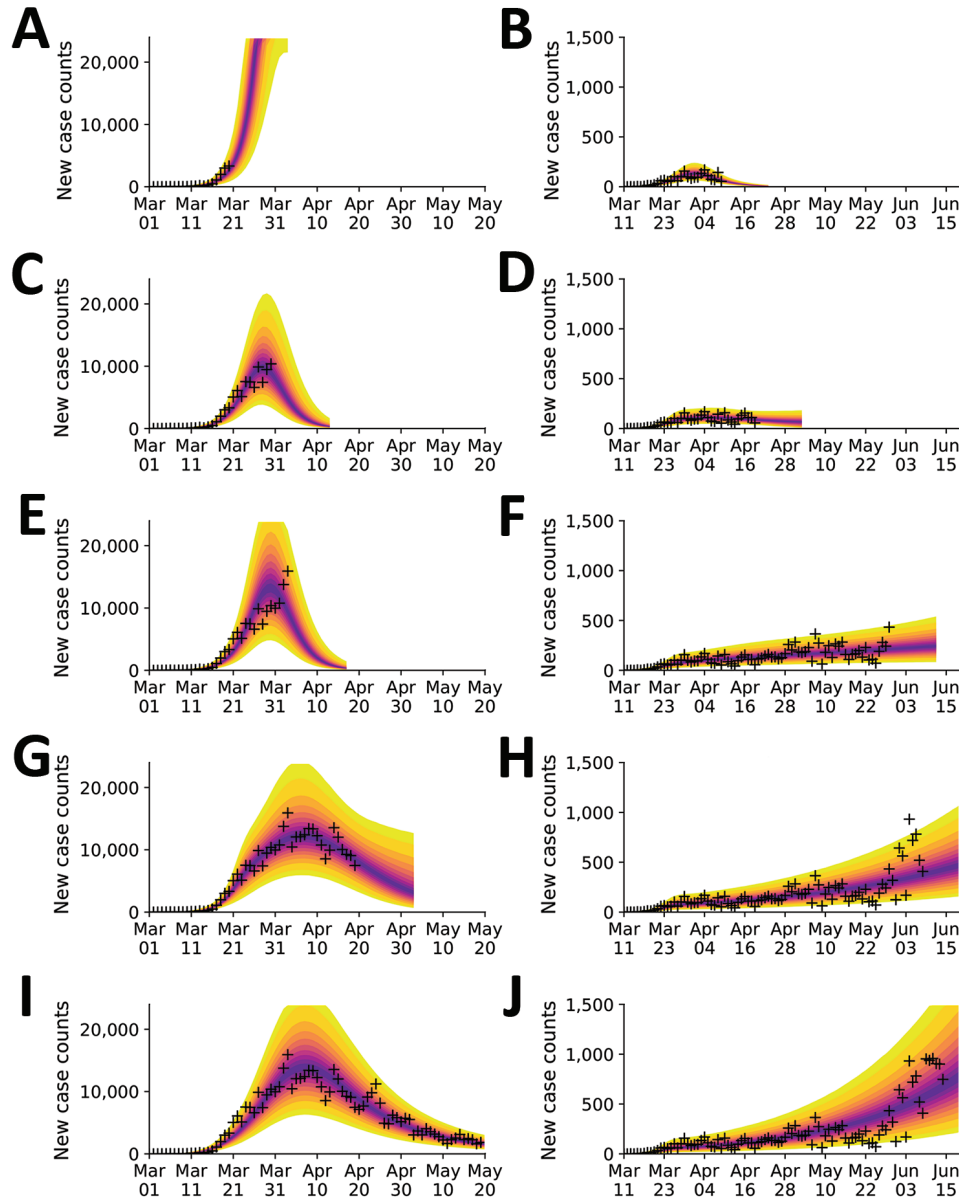 A
New case counts
20,000
10,000
0
Mar Mar Mar Mar Apr Apr Apr May May
01 11 21 31 10 20 30 10 20
B
New case counts
1,500
1,000
500
0
Mar Mar Apr Apr Apr May May Jun Jun
11 23 04 16 28 10 22 03 15
C
New case counts
20,000
10,000
0
Mar Mar Mar Mar Apr Apr Apr May May
01 11 21 31 10 20 30 10 20
D
New case counts
1,500
1,000
500
0
Mar Mar Apr Apr Apr May May Jun Jun
11 23 04 16 28 10 22 03 15
E
New case counts
20,000
10,000
0
Mar Mar Mar Mar Apr Apr Apr May May
01 11 21 31 10 20 30 10 20
F
New case counts
1,500
1,000
500
0
Mar Mar Apr Apr Apr May May Jun Jun
11 23 04 16 28 10 22 03 15
G
New case counts
20,000
10,000
0
Mar Mar Mar Mar Apr Apr Apr May May
01 11 21 31 10 20 30 10 20
H
New case counts
1,500
1,000
500
0
Mar Mar Apr Apr Apr May May Jun Jun
11 23 04 16 28 10 22 03 15
I
New case counts
20,000
10,000
0
Mar Mar Mar Mar Apr Apr Apr May May
01 11 21 31 10 20 30 10 20
J
New case counts
1,500
1,000
500
0
Mar Mar Apr Apr Apr May May Jun Jun
11 23 04 16 28 10 22 03 15